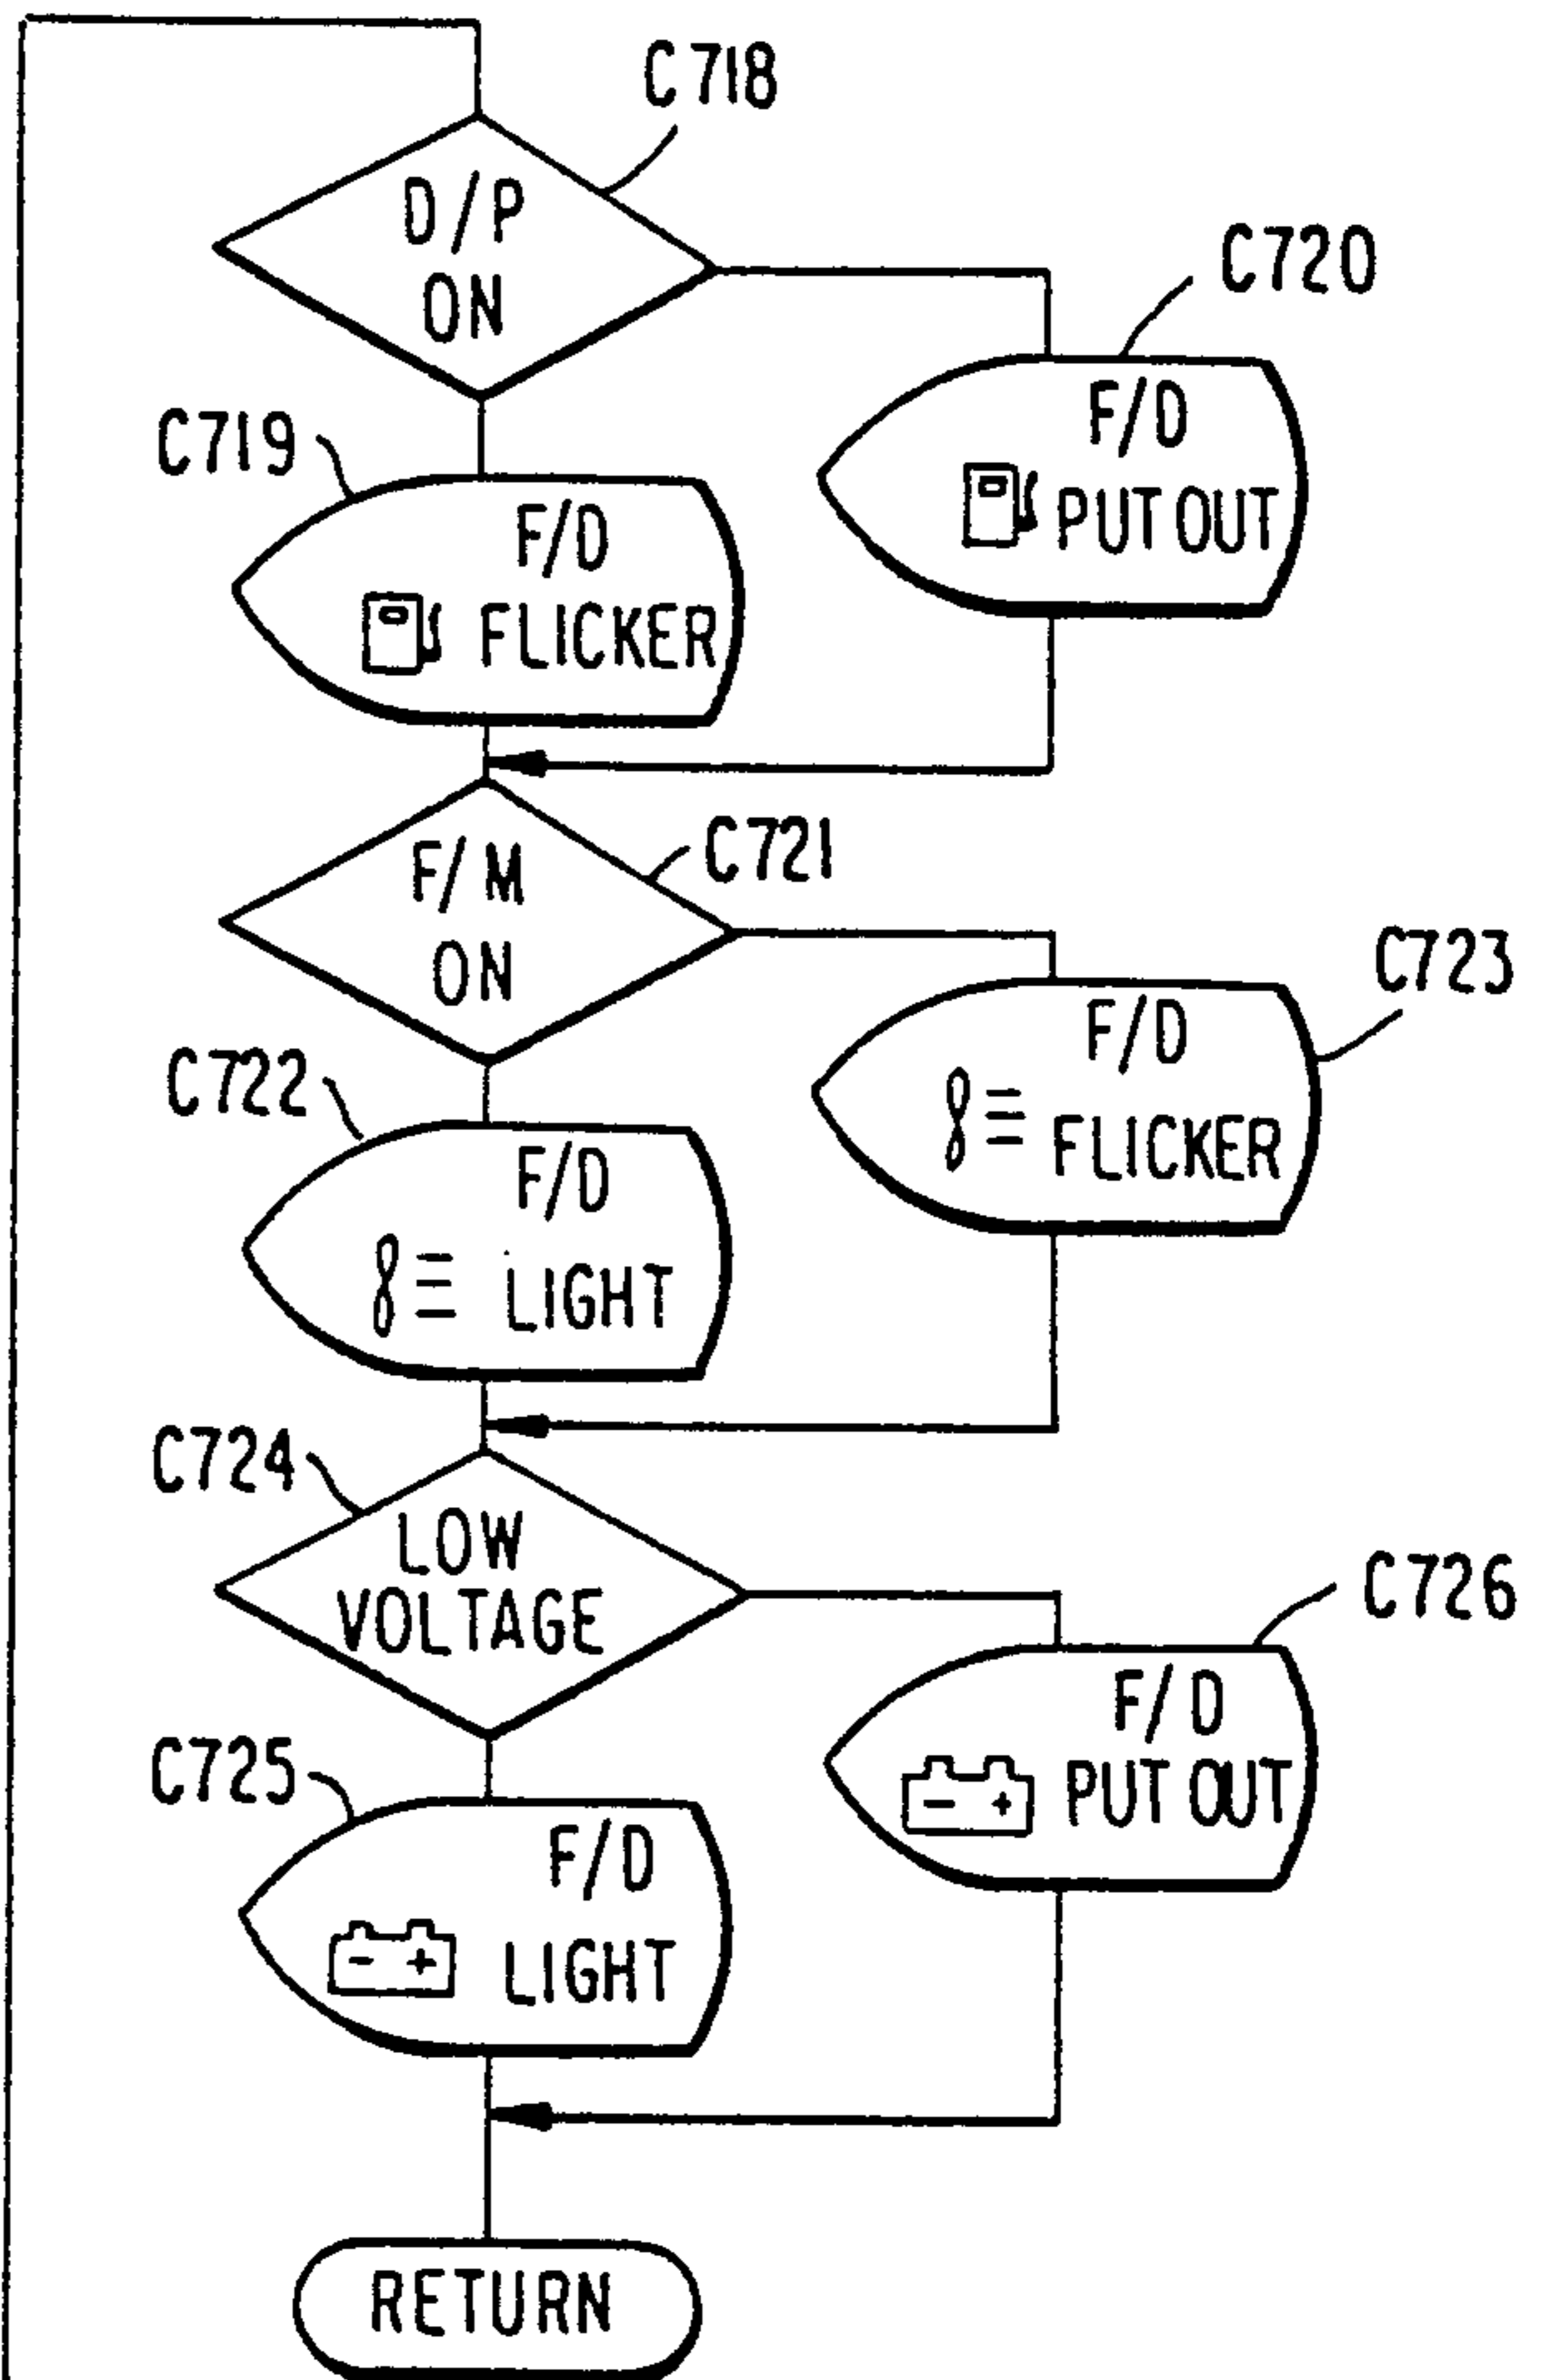 C718
D/P
ON
C720
F/D
PUT OUT
C719
F/D
FLICKER
F/M
ON
C721
C723
F/D
FLICKER
C722
F/D
LIGHT
C724
LOW
VOLTAGE
C726
F/D
PUT OUT
C725
F/D
LIGHT
RETURN